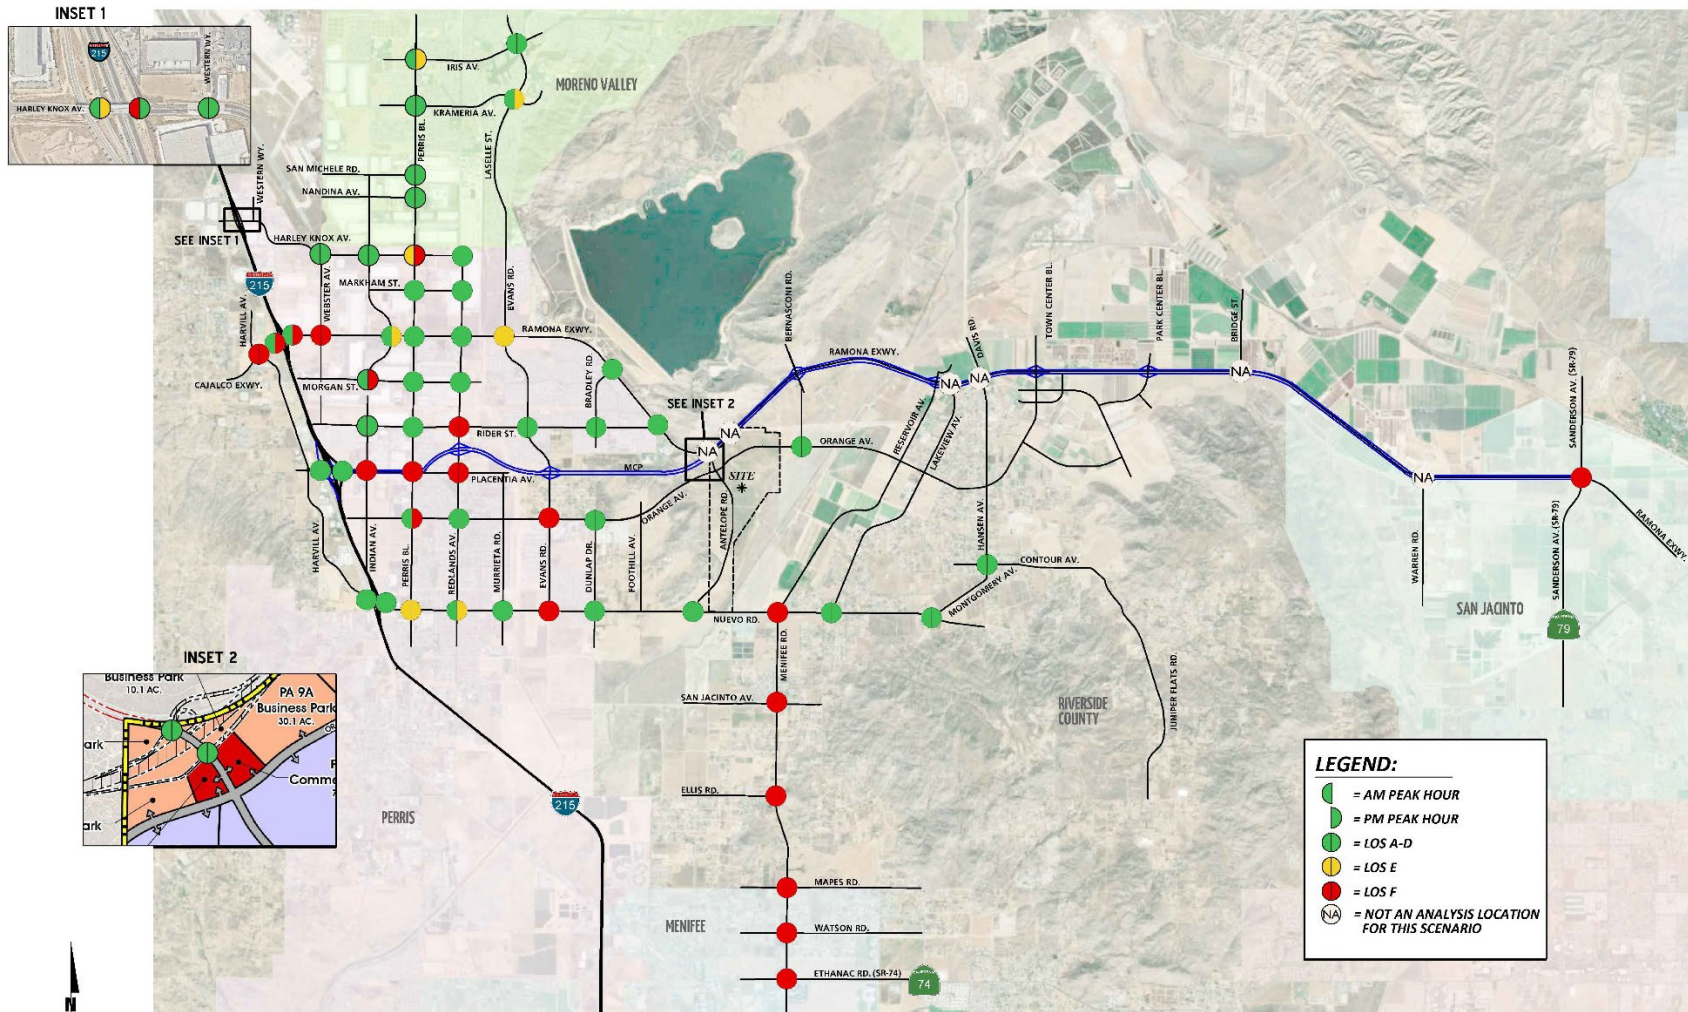 INSET 1
215
WESTERN WY.
HARLEY KNOX AV.
IRIS AV.
MORENO VALLEY
KRAMERIA AV.
PERRIS BL.
LASELLE ST.
SAN MICHELE RD.
NANDINA AV.
WESTERN WY.
SEE INSET 1
HARLEY KNOX AV.
215
WEBSTER AV.
MARKHAM ST.
EVANS RD.
HARVILL AV.
RAMONA EXWY.
BERNASCONI RD.
RAMONA EXWY.
DAVIS RD.
TOWN CENTER BL.
PARK CENTER BL.
BRIDGE ST.
CAJALCO EXWY.
MORGAN ST.
BRADLEY RD
NA
NA
NA
SANDERSON AV. (SR-79)
SEE INSET 2
RIDER ST.
NA
NA
ORANGE AV.
RESERVOIR AV.
LAKEVIEW AV.
MCP
PLACENTIA AV.
SITE
*
NA
ORANGE AV.
ANTELOPE RD.
HANSEN AV.
RAMONA EXWY.
HARVILL AV.
INDIAN AV.
PERRIS BL.
REDLANDS AV.
MURRIETA RD.
EVANS RD.
DUNLAP DR.
FOOTHILL AV.
CONTOUR AV.
MONTGOMERY AV.
WARREN RD.
SANDERSON AV. (SR-79)
SAN JACINTO
79
NUEVO RD.
MENIFEE RD.
JUNIPER FLATS RD.
INSET 2
Business Park
10.1 AC.
PA 9A
Business Park
30.1 AC.
ark
Comme
ark
SAN JACINTO AV.
RIVERSIDE
COUNTY
ELLIS RD.
215
PERRIS
MAPES RD.
MENIFEE
WATSON RD.
ETHANAC RD. (SR-74)
74
N
LEGEND:
= AM PEAK HOUR
= PM PEAK HOUR
= LOS A-D
= LOS E
= LOS F
NA = NOT AN ANALYSIS LOCATION
FOR THIS SCENARIO